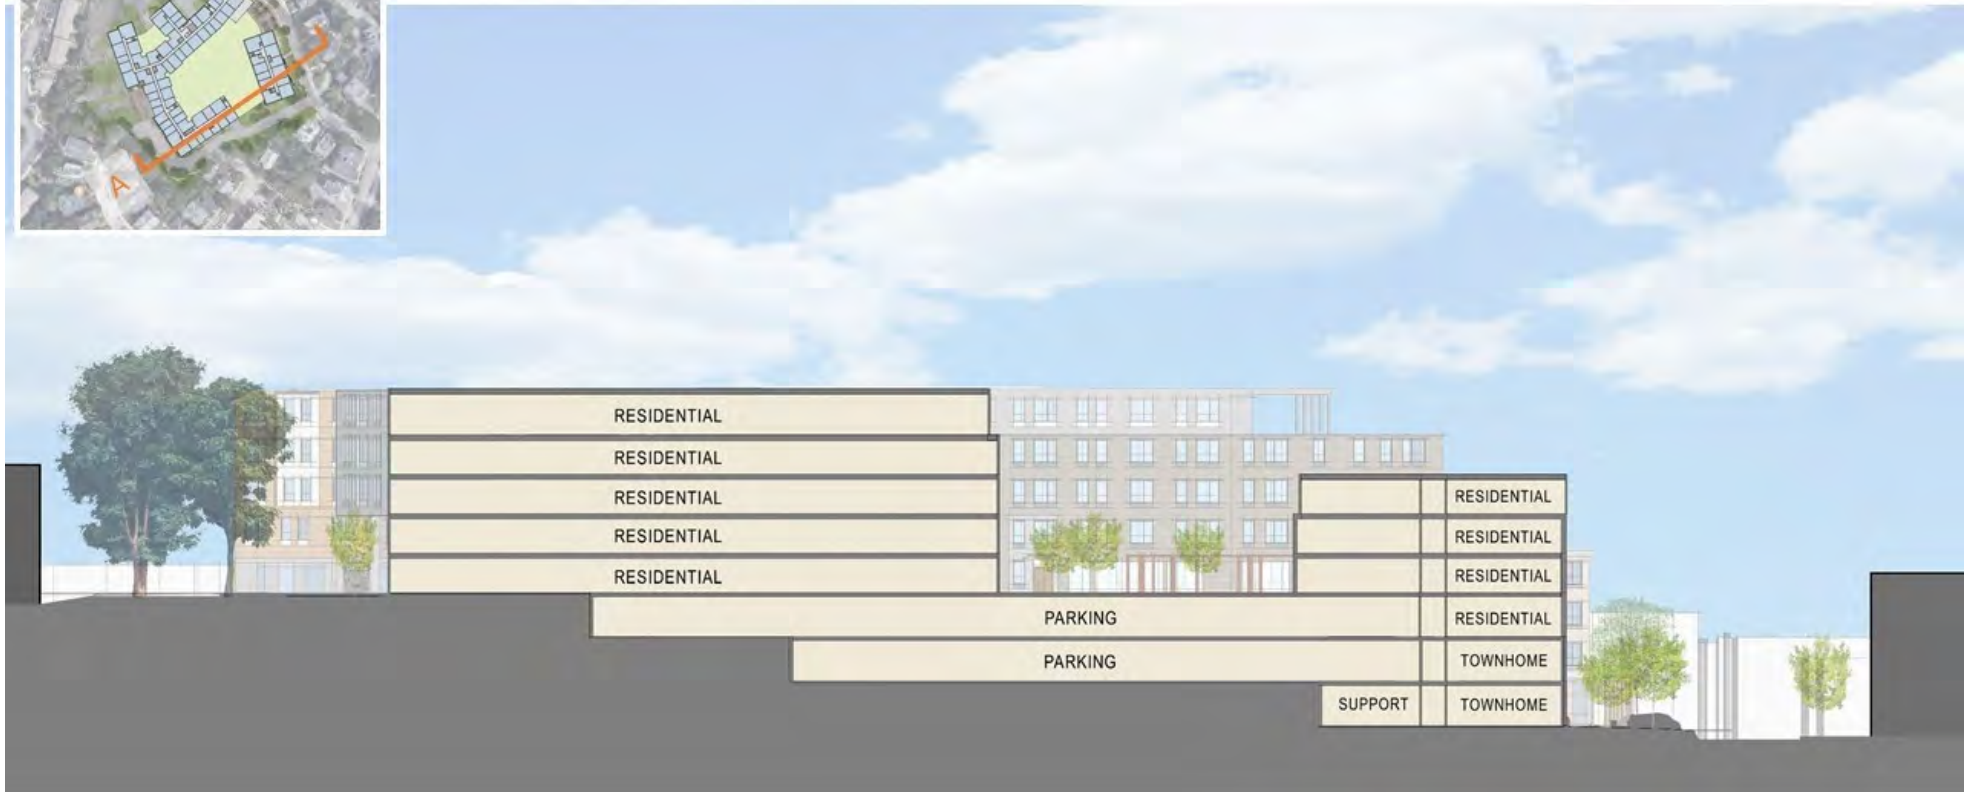 A
RESIDENTIAL
RESIDENTIAL
RESIDENTIAL
RESIDENTIAL
RESIDENTIAL
RESIDENTIAL
RESIDENTIAL
RESIDENTIAL
PARKING
RESIDENTIAL
PARKING
TOWNHOME
SUPPORT
TOWNHOME